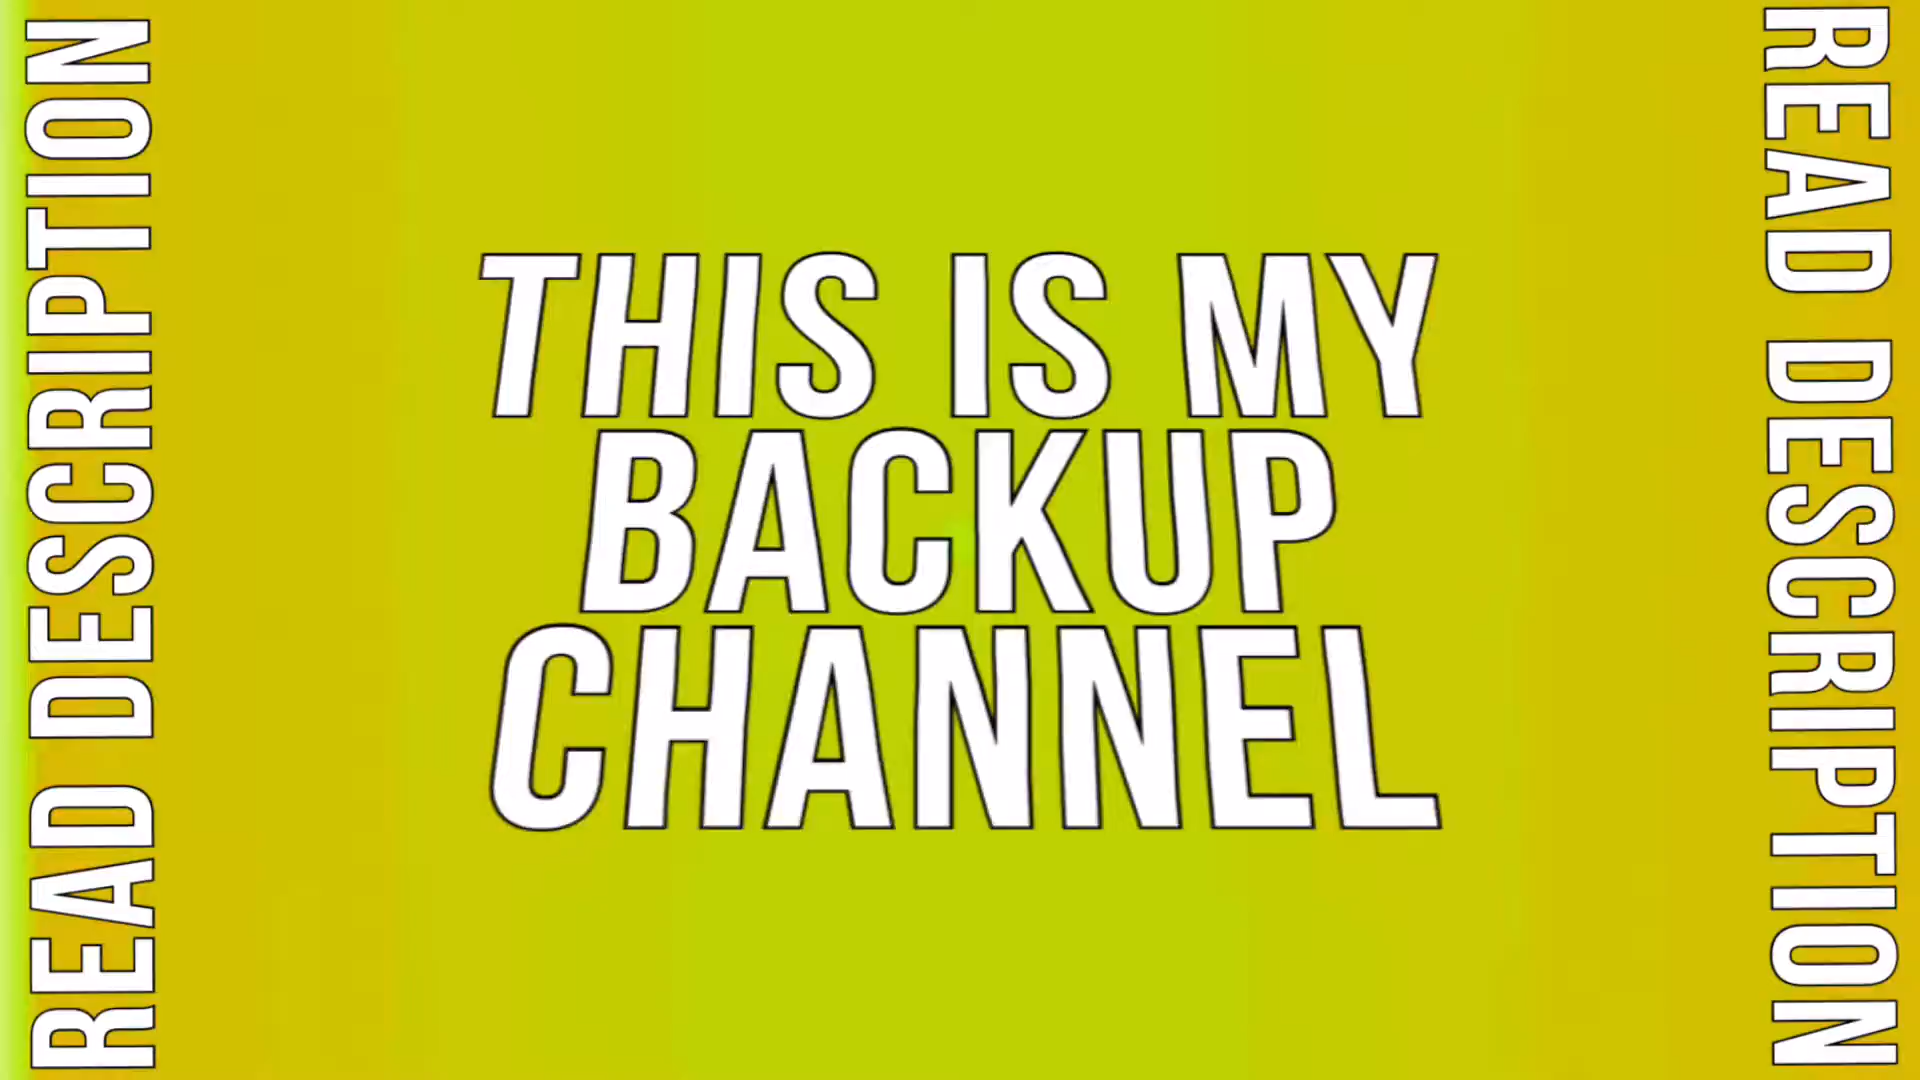 READ DESCRIPTION
THIS IS MY
BACKUP
CHANNEL
READ DESCRIPTION